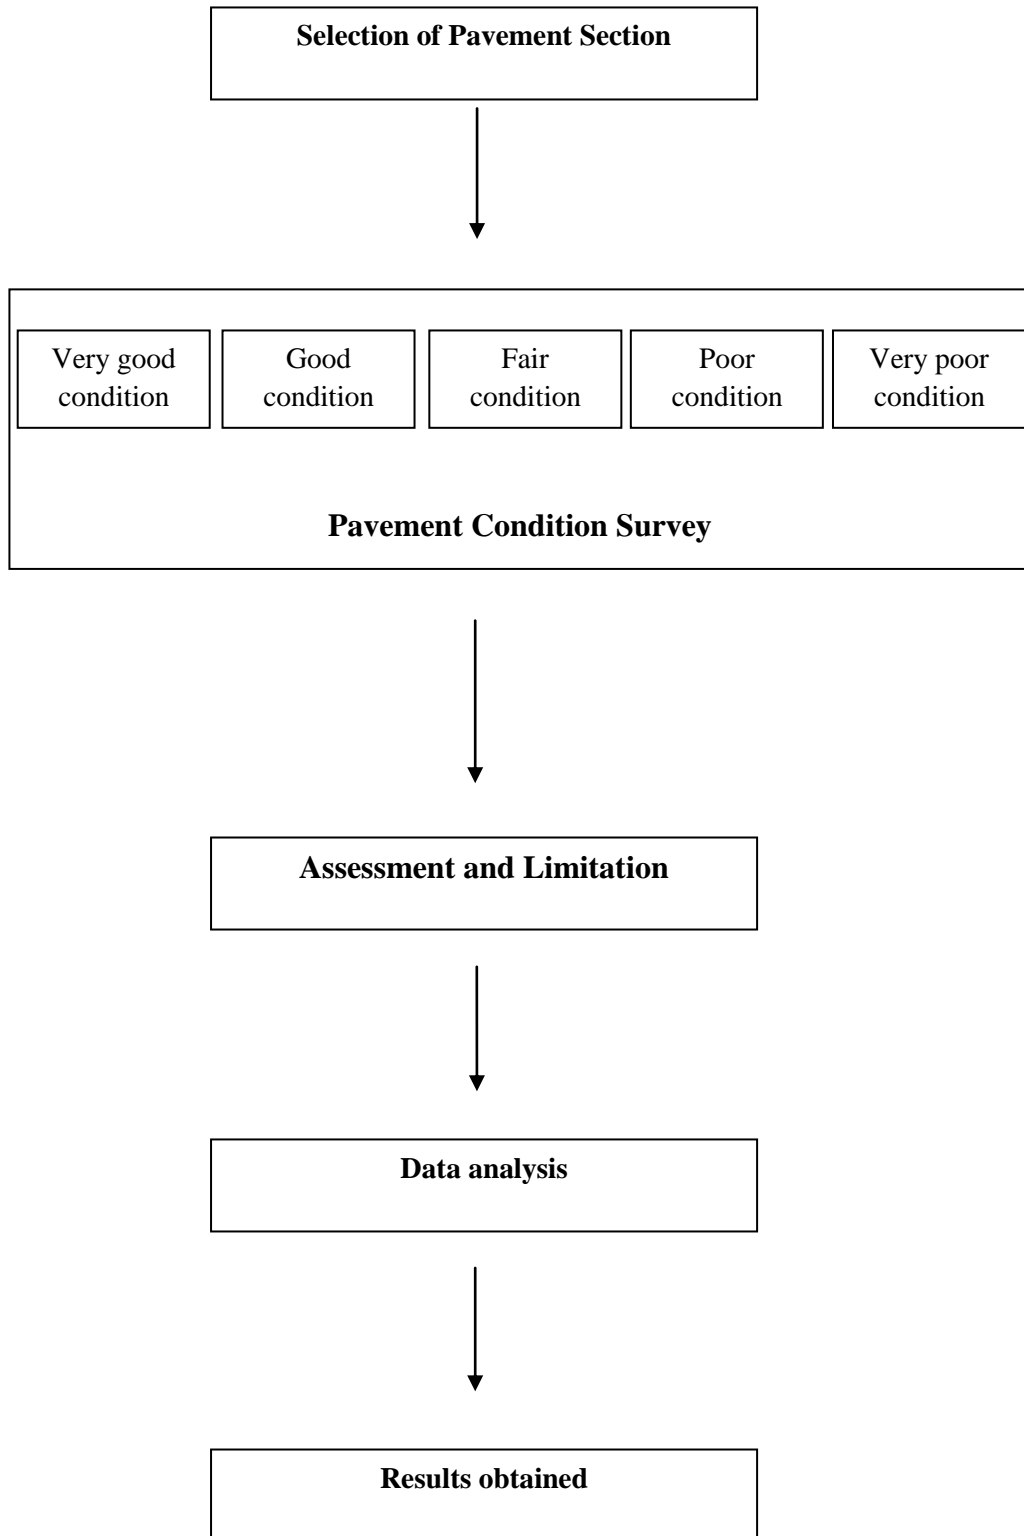 Selection of Pavement Section
Very good
condition
Good
condition
Fair
condition
Poor
condition
Very poor
condition
Pavement Condition Survey
Assessment and Limitation
Data analysis
Results obtained